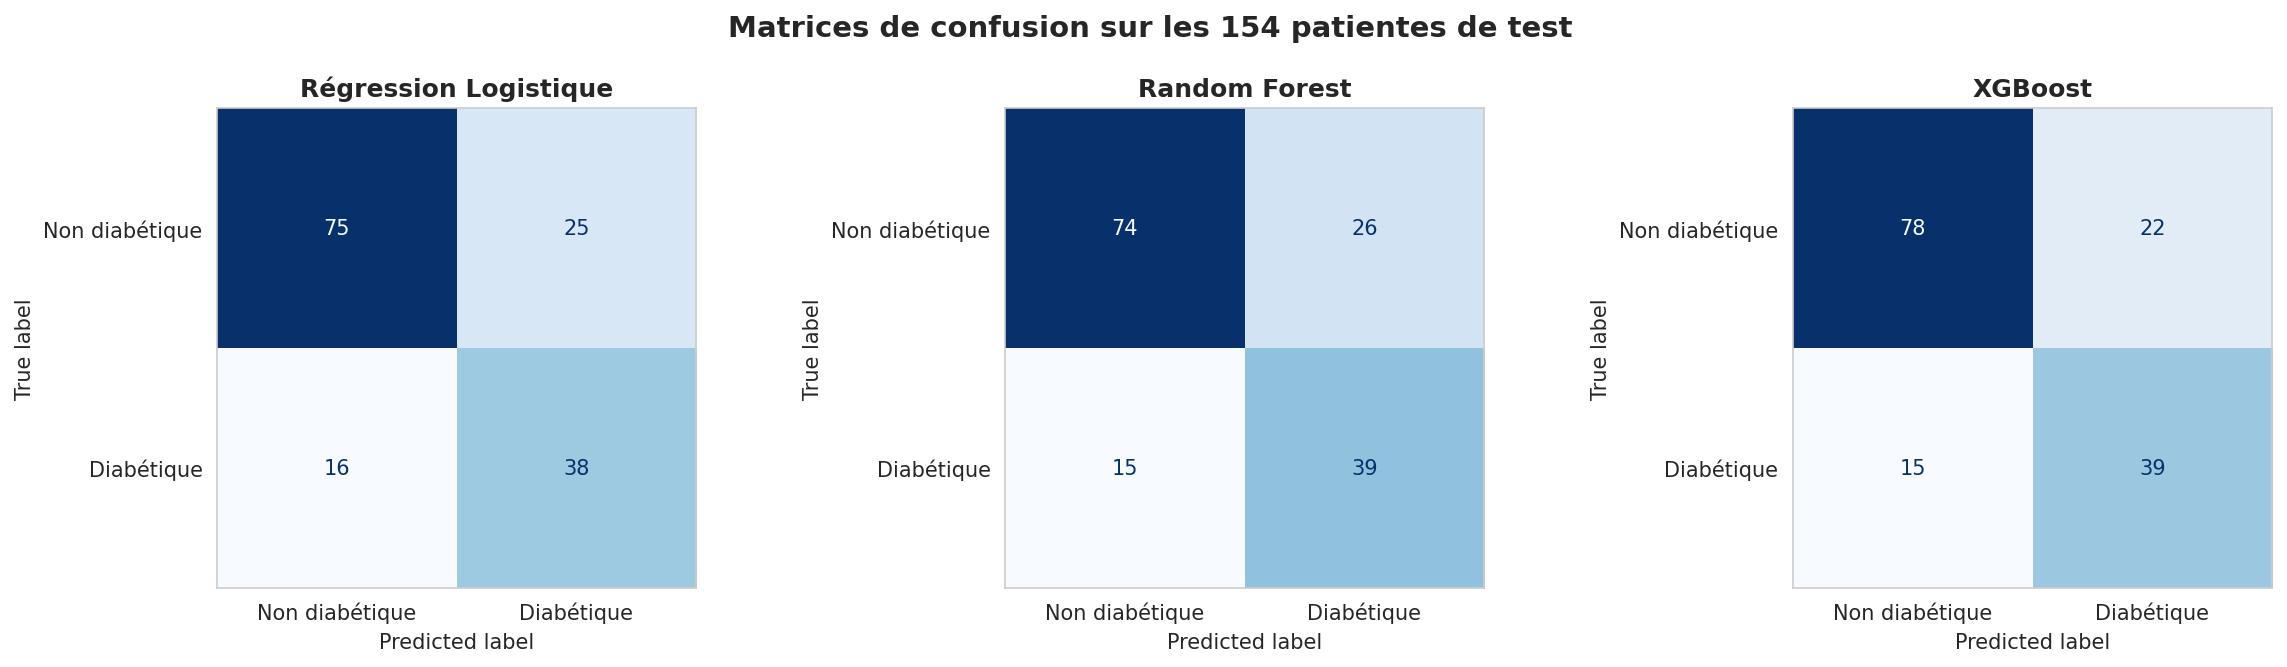 Matrices de confusion sur les 154 patientes de test
Régression Logistique
True label
Non diabétique
75
25
Diabétique
16
38
Non diabétique
Diabétique
Predicted label
Random Forest
True label
Non diabétique
74
26
Diabétique
15
39
Non diabétique
Diabétique
Predicted label
XGBoost
True label
Non diabétique
78
22
Diabétique
15
39
Non diabétique
Diabétique
Predicted label